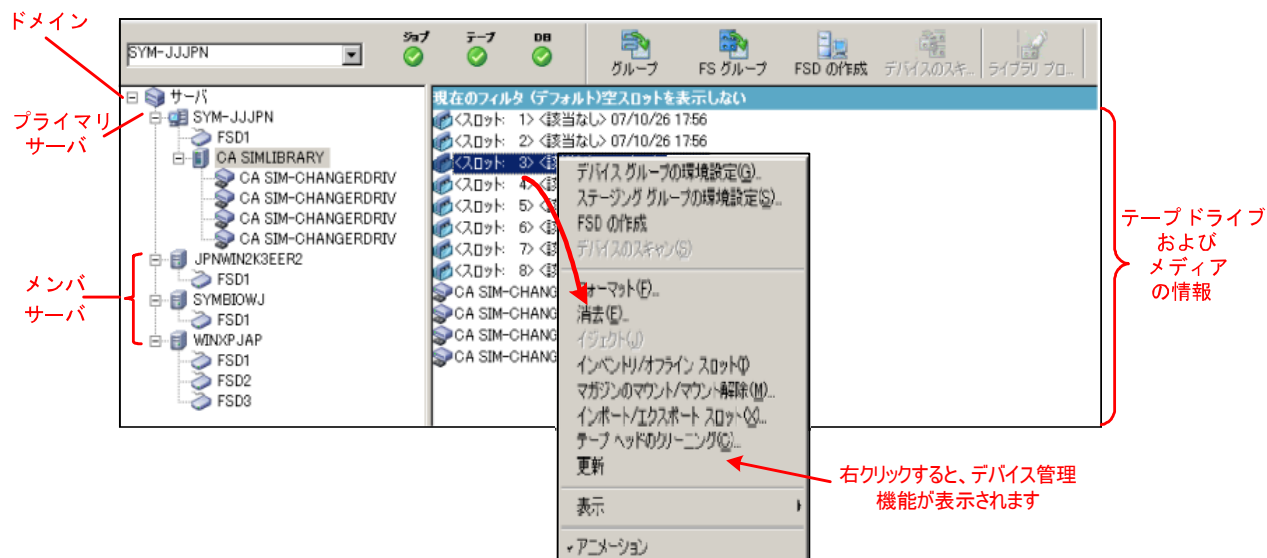 ドメイン
プライマリ
サーバ
メンバ
サーバ
SYM-JJJPN
ジョブ
テープ
DB
グループ
FS グループ
FSD の作成
デバイスのスキ...
ライブラリ プロ...
サーバ
SYM-JJJPN
FSD1
CA SIMLIBRARY
CA SIM-CHANGERDRIV
CA SIM-CHANGERDRIV
CA SIM-CHANGERDRIV
CA SIM-CHANGERDRIV
JPNWIN2K3EER2
FSD1
SYMBIOWJ
FSD1
WINXPJAP
FSD1
FSD2
FSD3
現在のフィルタ (デフォルト)空スロットを表示しない
<スロット: 1> <該当なし> 07/10/26 17:56
<スロット: 2> <該当なし> 07/10/26 17:56
<スロット: 3> <該
<スロット: 4> <該
<スロット: 5> <該
<スロット: 6> <該
<スロット: 7> <該
<スロット: 8> <該
CA SIM-CHANG
CA SIM-CHANG
CA SIM-CHANG
CA SIM-CHANG
デバイス グループの環境設定(G)...
ステージング グループの環境設定(S)...
FSD の作成
デバイスのスキャン(S)
フォーマット(F)...
消去(E)...
イジェクト(J)
インベントリ/オフライン スロット(I)
マガジンのマウント/マウント解除(M)...
インポート/エクスポート スロット(X)...
テープ ヘッドのクリーニング(C)...
更新
表示
アニメーション
テープ ドライブ
および
メディア
の情報
右クリックすると、デバイス管理
機能が表示されます